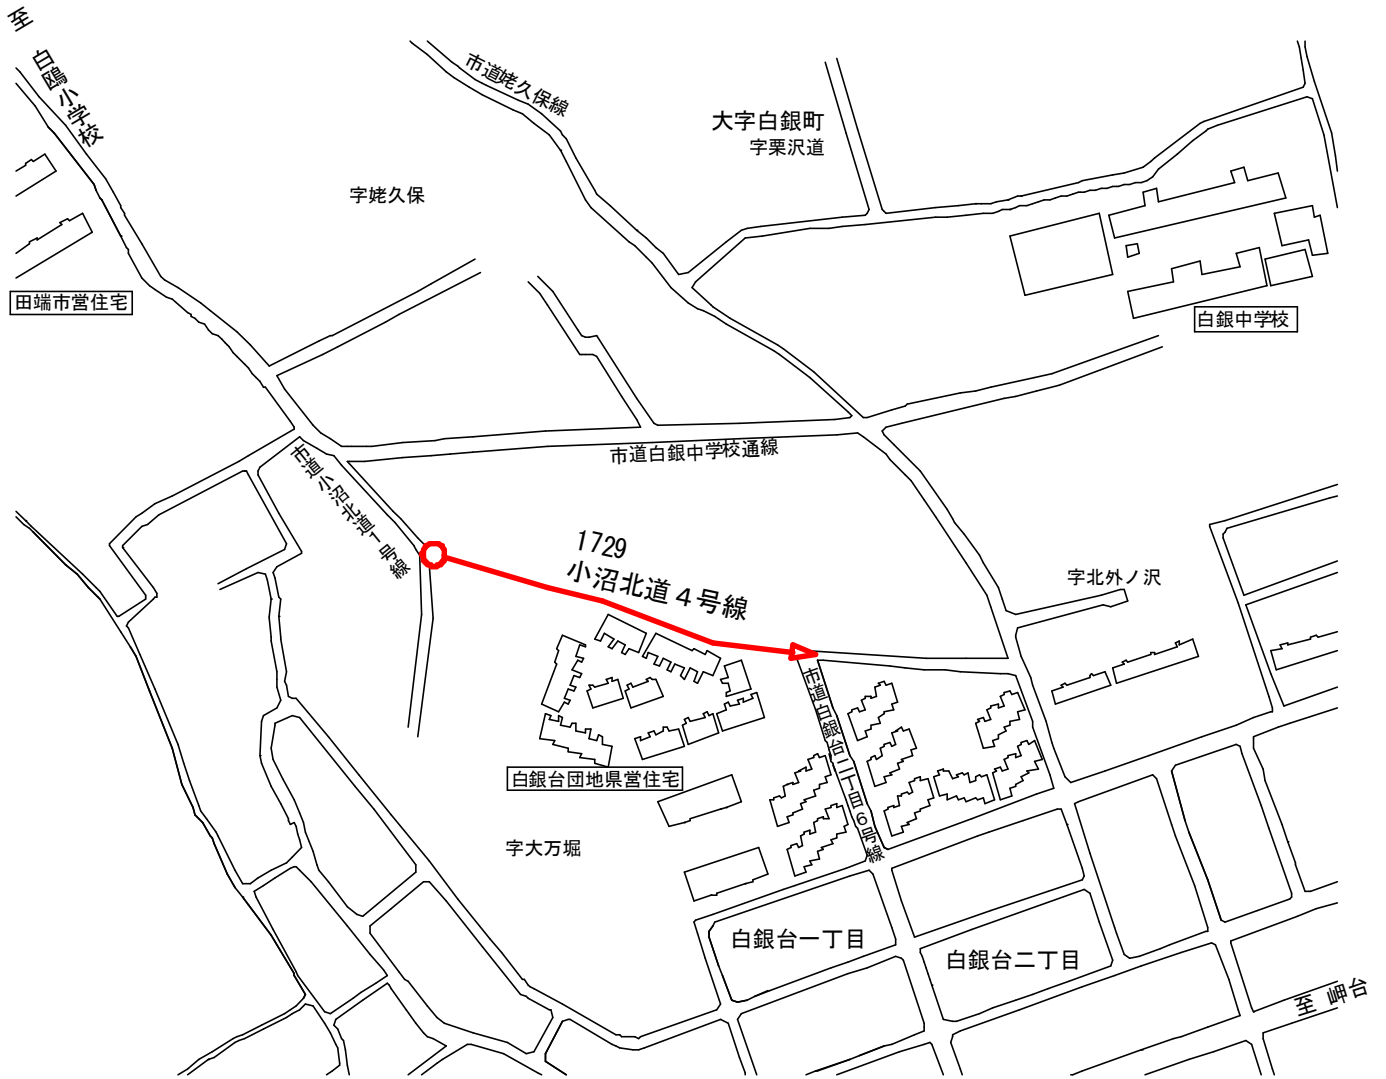 至
白鴎小学校
市道姥久保線
大字白銀町
字栗沢道
字姥久保
田端市営住宅
白銀中学校
市道白銀中学校通線
市道小沼北道1号線
1729
小沼北道4号線
字北外ノ沢
市道白銀台二丁目6号線
白銀台団地県営住宅
字大万堀
白銀台一丁目
白銀台二丁目
至 岬台